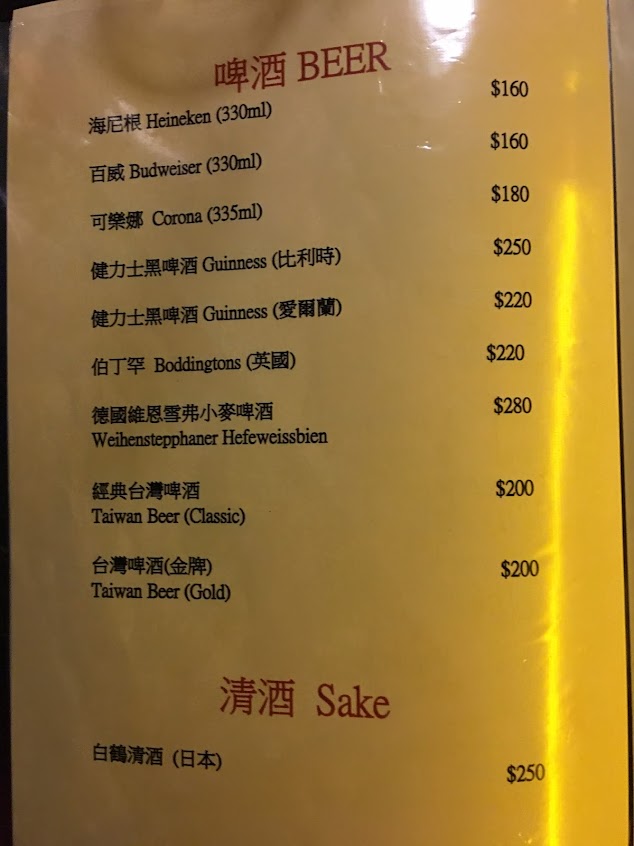 啤酒 BEER
海尼根 Heineken (330ml) $160
百威 Budweiser (330ml) $160
可樂娜 Corona (335ml) $180
健力士黑啤酒 Guinness (比利時) $250
健力士黑啤酒 Guinness (愛爾蘭) $220
伯丁罕 Boddingtons (英國) $220
德國維恩雪弗小麥啤酒 $280
Weihenstepphaner Hefeweissbien
經典台灣啤酒 $200
Taiwan Beer (Classic)
台灣啤酒(金牌) $200
Taiwan Beer (Gold)
清酒 Sake
白鶴清酒 (日本) $250